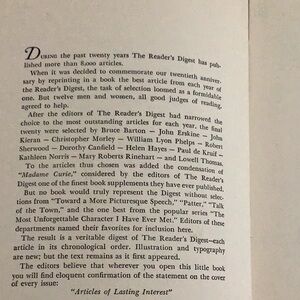 DURING the past twenty years The Reader's Digest has pub-
lished more than 8,000 articles.
When it was decided to commemorate our twentieth anniver-
sary by reprinting in a book the best article from each year of
the Digest, the task of selection loomed as a formidable
one. But twelve men and women, all good judges of reading,
agreed to help.
After the editors of The Reader's Digest had narrowed the
choice to the most outstanding articles for each year, the final
twenty were selected by Bruce Barton — John Erskine — John
Kieran — Christopher Morley — William Lyon Phelps — Robert
Sherwood — Dorothy Canfield — Helen Hayes — Paul de Kruif —
Kathleen Norris — Mary Roberts Rinehart — and Lowell Thomas.
To the articles thus chosen was added the condensation of
"Madame Curie," considered by the editors of The Reader's
Digest one of the finest book supplements they have ever published.
But no book would truly represent the Digest without selec-
tions from "Toward a More Picturesque Speech," "Patter," "Talk
of the Town," and the one best from the popular series "The
Most Unforgettable Character I Have Ever Met." Editors of these
departments named their favorites for inclusion here.
The result is a veritable digest of The Reader's Digest—each
article in its chronological order. Illustration and typography
are new; but the text remains as it first appeared.
The editors believe that wherever you open this little book
you will find eloquent confirmation of the statement on the cover
of every issue:
"Articles of Lasting Interest"